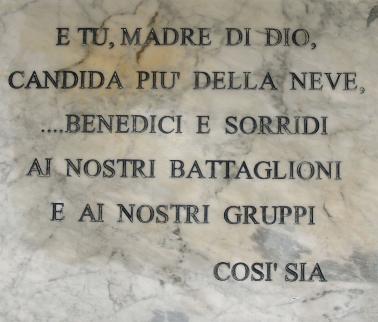 E TU, MADRE DI DIO,
CANDIDA PIU' DELLA NEVE,
....BENEDICI E SORRIDI
AI NOSTRI BATTAGLIONI
E AI NOSTRI GRUPPI
COSI' SIA